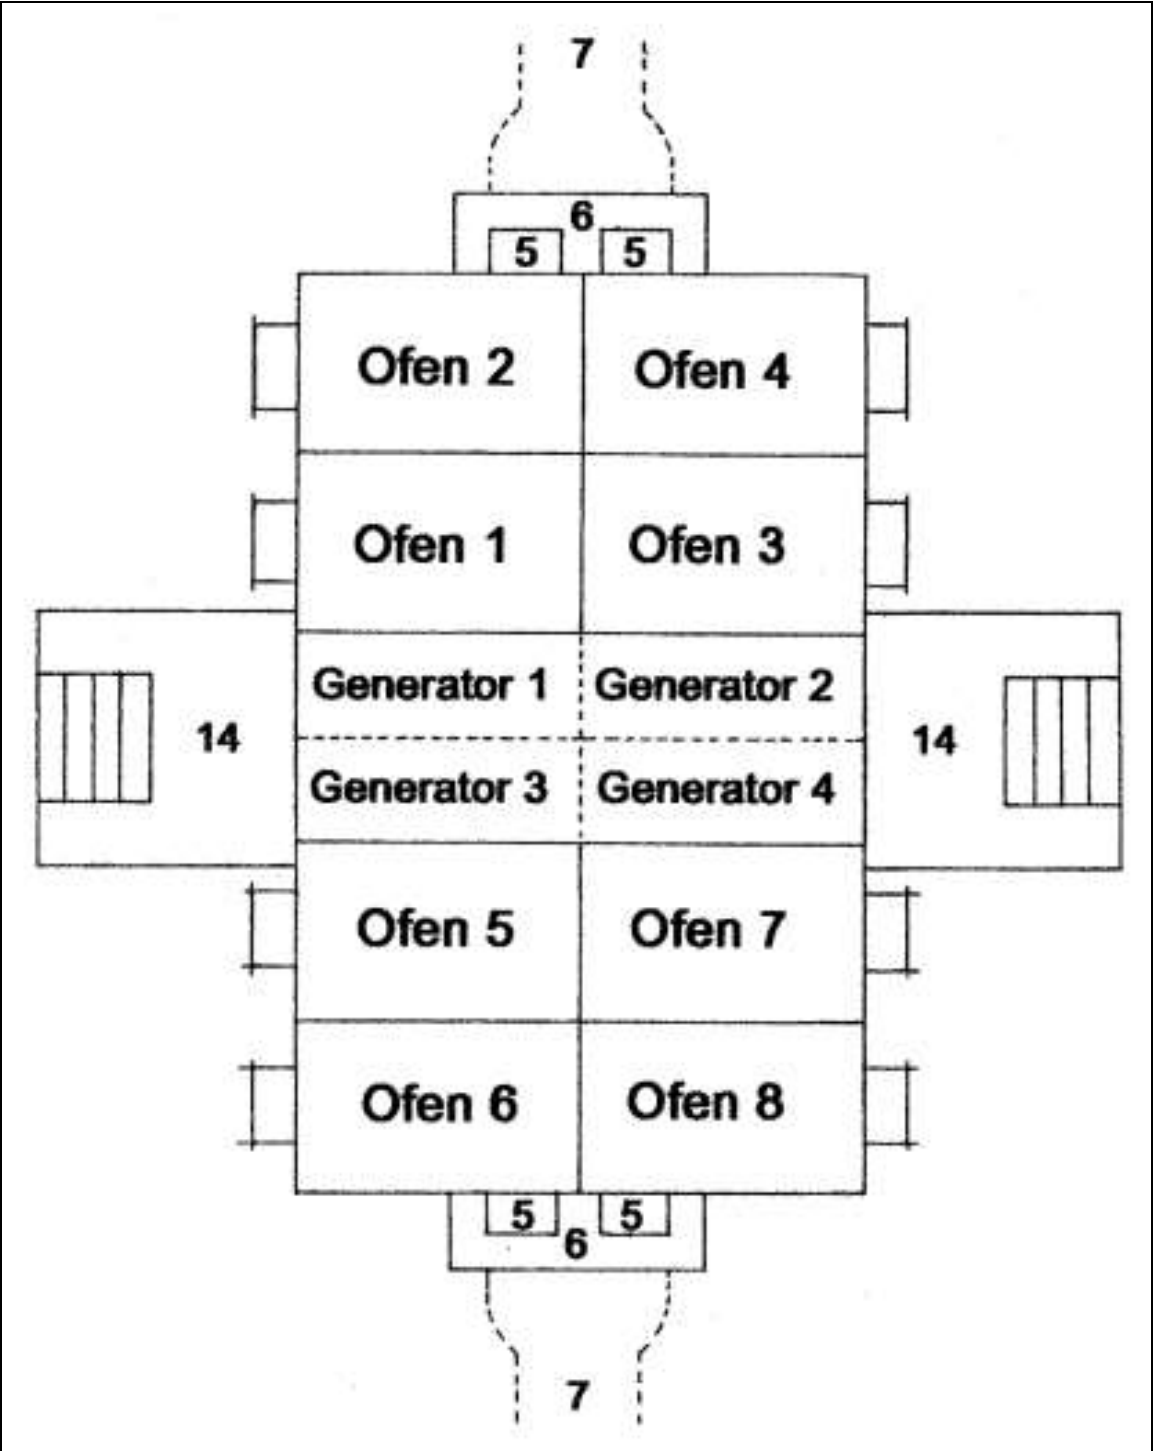 7
6
5 5
Ofen 2 Ofen 4
Ofen 1 Ofen 3
Generator 1 Generator 2
14 14
Generator 3 Generator 4
Ofen 5 Ofen 7
Ofen 6 Ofen 8
5 5
6
7